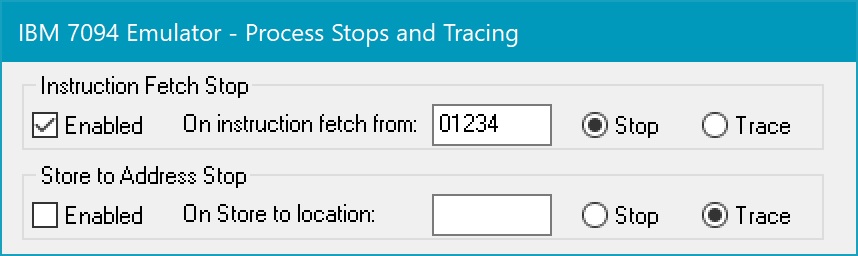 IBM 7094 Emulator - Process Stops and Tracing
Instruction Fetch Stop
Enabled On instruction fetch from: 01234 Stop Trace
Store to Address Stop
Enabled On Store to location: Stop Trace